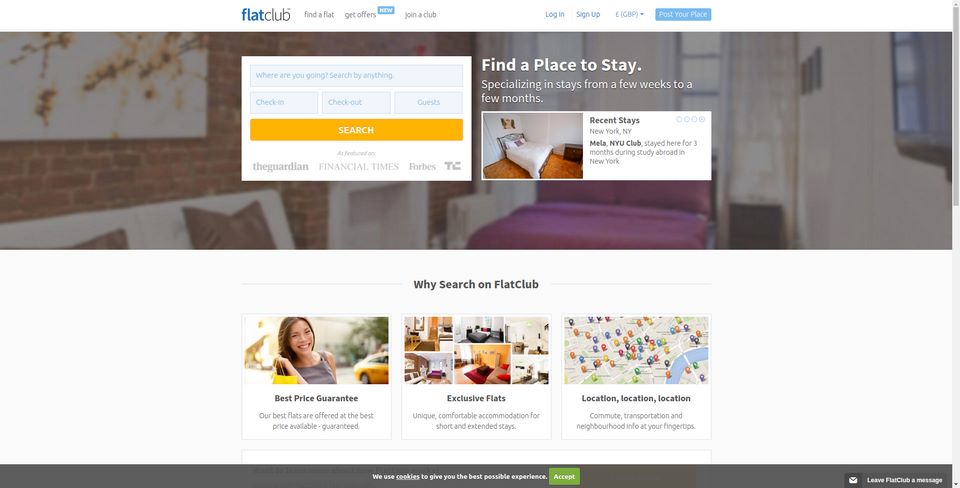 flatclub
find a flat
get offers
NEW
join a club
Log In
Sign Up
£ (GBP)
Post Your Place
Where are you going? Search by anything.
Check-in
Check-out
Guests
SEARCH
As featured on:
theguardian
FINANCIAL TIMES
Forbes
TC
Find a Place to Stay.
Specializing in stays from a few weeks to a
few months.
Recent Stays
New York, NY
Mela, NYU Club, stayed here for 3
months during study abroad in
New York
Why Search on FlatClub
Best Price Guarantee
Our best flats are offered at the best
price available - guaranteed.
Exclusive Flats
Unique, comfortable accommodation for
short and extended stays.
Location, location, location
Commute, transportation and
neighbourhood info at your fingertips.
We use cookies to give you the best possible experience.
Accept
Leave FlatClub a message